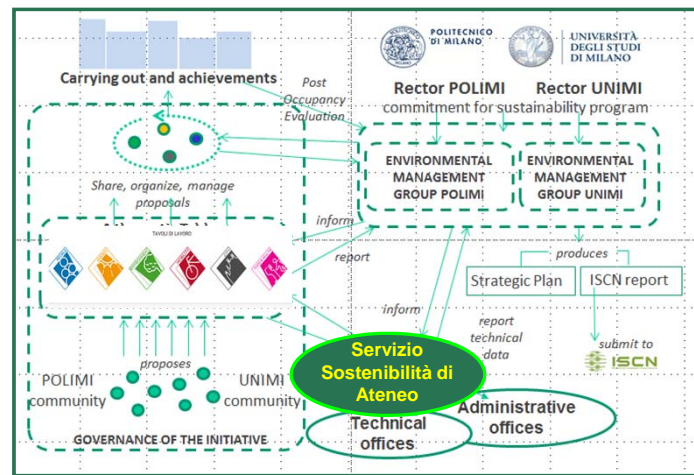 POLITECNICO
DI MILANO
UNIVERSITÀ
DEGLI STUDI
DI MILANO
Carrying out and achievements
Post
Occupancy
Evaluation
Rector POLIMI
Rector UNIMI
commitment for sustainability program
ENVIRONMENTAL
MANAGEMENT
GROUP POLIMI
ENVIRONMENTAL
MANAGEMENT
GROUP UNIMI
Share, organize, manage
proposals
TAVOLI DI LAVORO
inform
report
produces
Strategic Plan
ISCN report
inform
report
technical
data
submit to
ISCN
proposes
POLIMI
community
UNIMI
community
Servizio
Sostenibilità di
Ateneo
Technical
offices
Administrative
offices
GOVERNANCE OF THE INITIATIVE